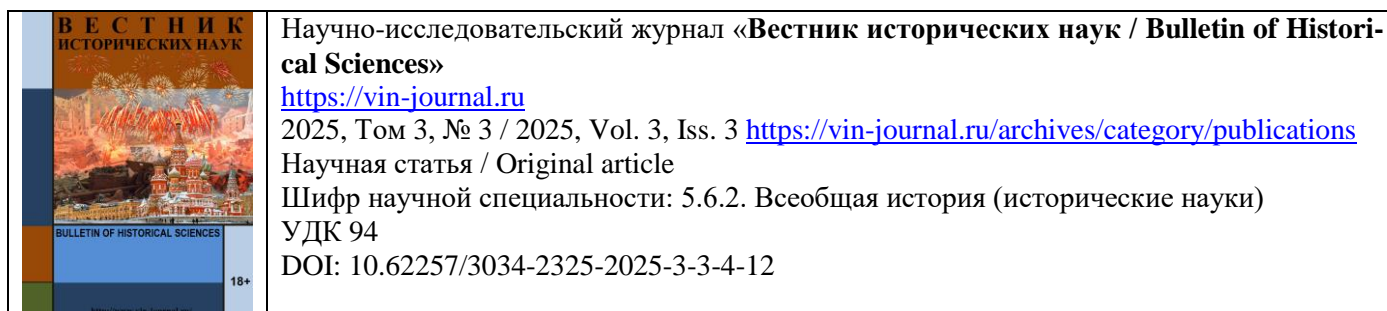 ВЕСТНИК
ИСТОРИЧЕСКИХ НАУК
BULLETIN OF HISTORICAL SCIENCES
18+
Научно-исследовательский журнал «Вестник исторических наук / Bulletin of Histori-
cal Sciences»
https://vin-journal.ru
2025, Том 3, № 3 / 2025, Vol. 3, Iss. 3 https://vin-journal.ru/archives/category/publications
Научная статья / Original article
Шифр научной специальности: 5.6.2. Всеобщая история (исторические науки)
УДК 94
DOI: 10.62257/3034-2325-2025-3-3-4-12